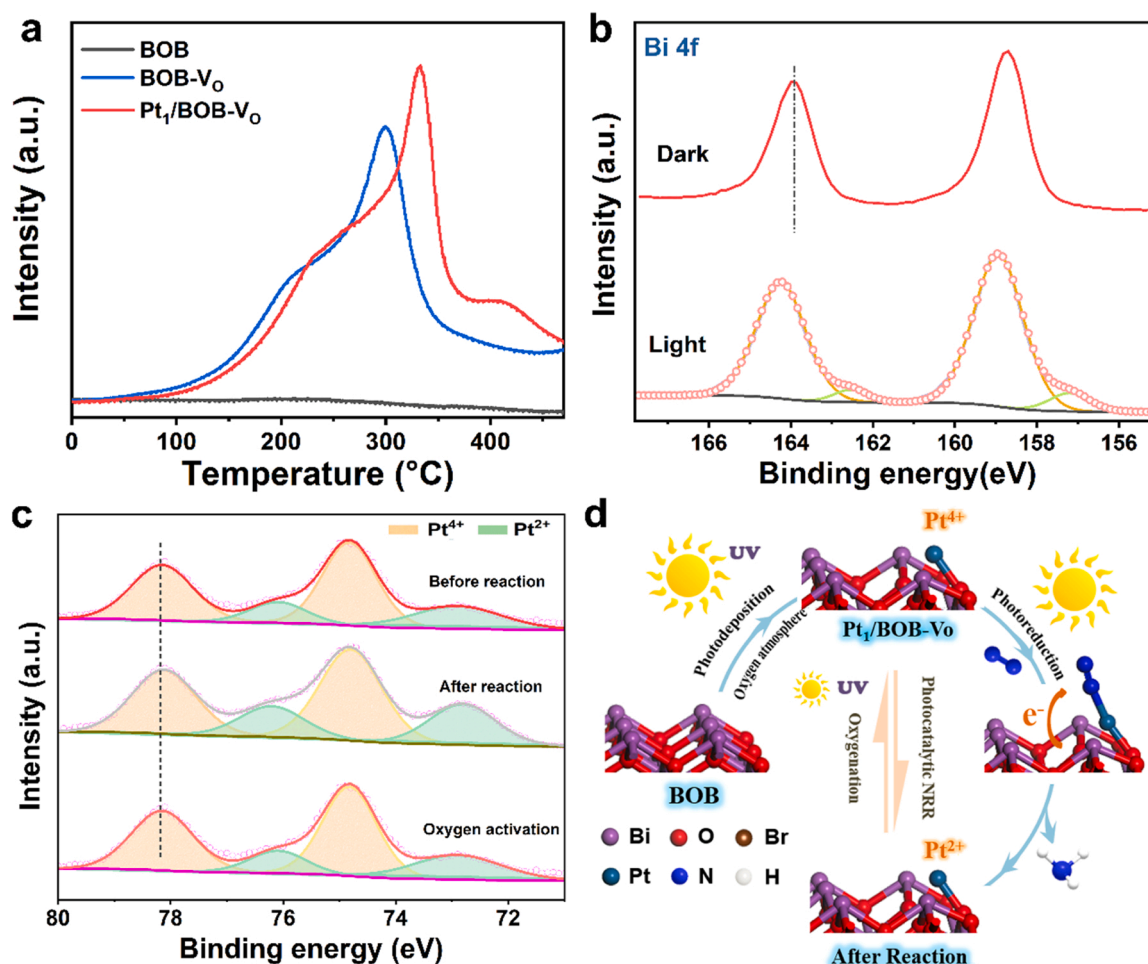 a
BOB
BOB-V₀
Pt₁/BOB-V₀
Intensity (a.u.)
0 100 200 300 400
Temperature (°C)
b
Bi 4f
Dark
Light
Intensity (a.u.)
166 164 162 160 158 156
Binding energy(eV)
c
Pt⁴⁺ Pt²⁺
Before reaction
After reaction
Oxygen activation
Intensity (a.u.)
80 78 76 74 72
Binding energy (eV)
d
Pt⁴⁺
UV
Photodeposition
Oxygen atmosphere
Pt₁/BOB-Vo
Photoreduction
UV
Oxygenation
Photocatalytic NRR
e⁻
BOB
Bi O Br
Pt N H
Pt²⁺
After Reaction